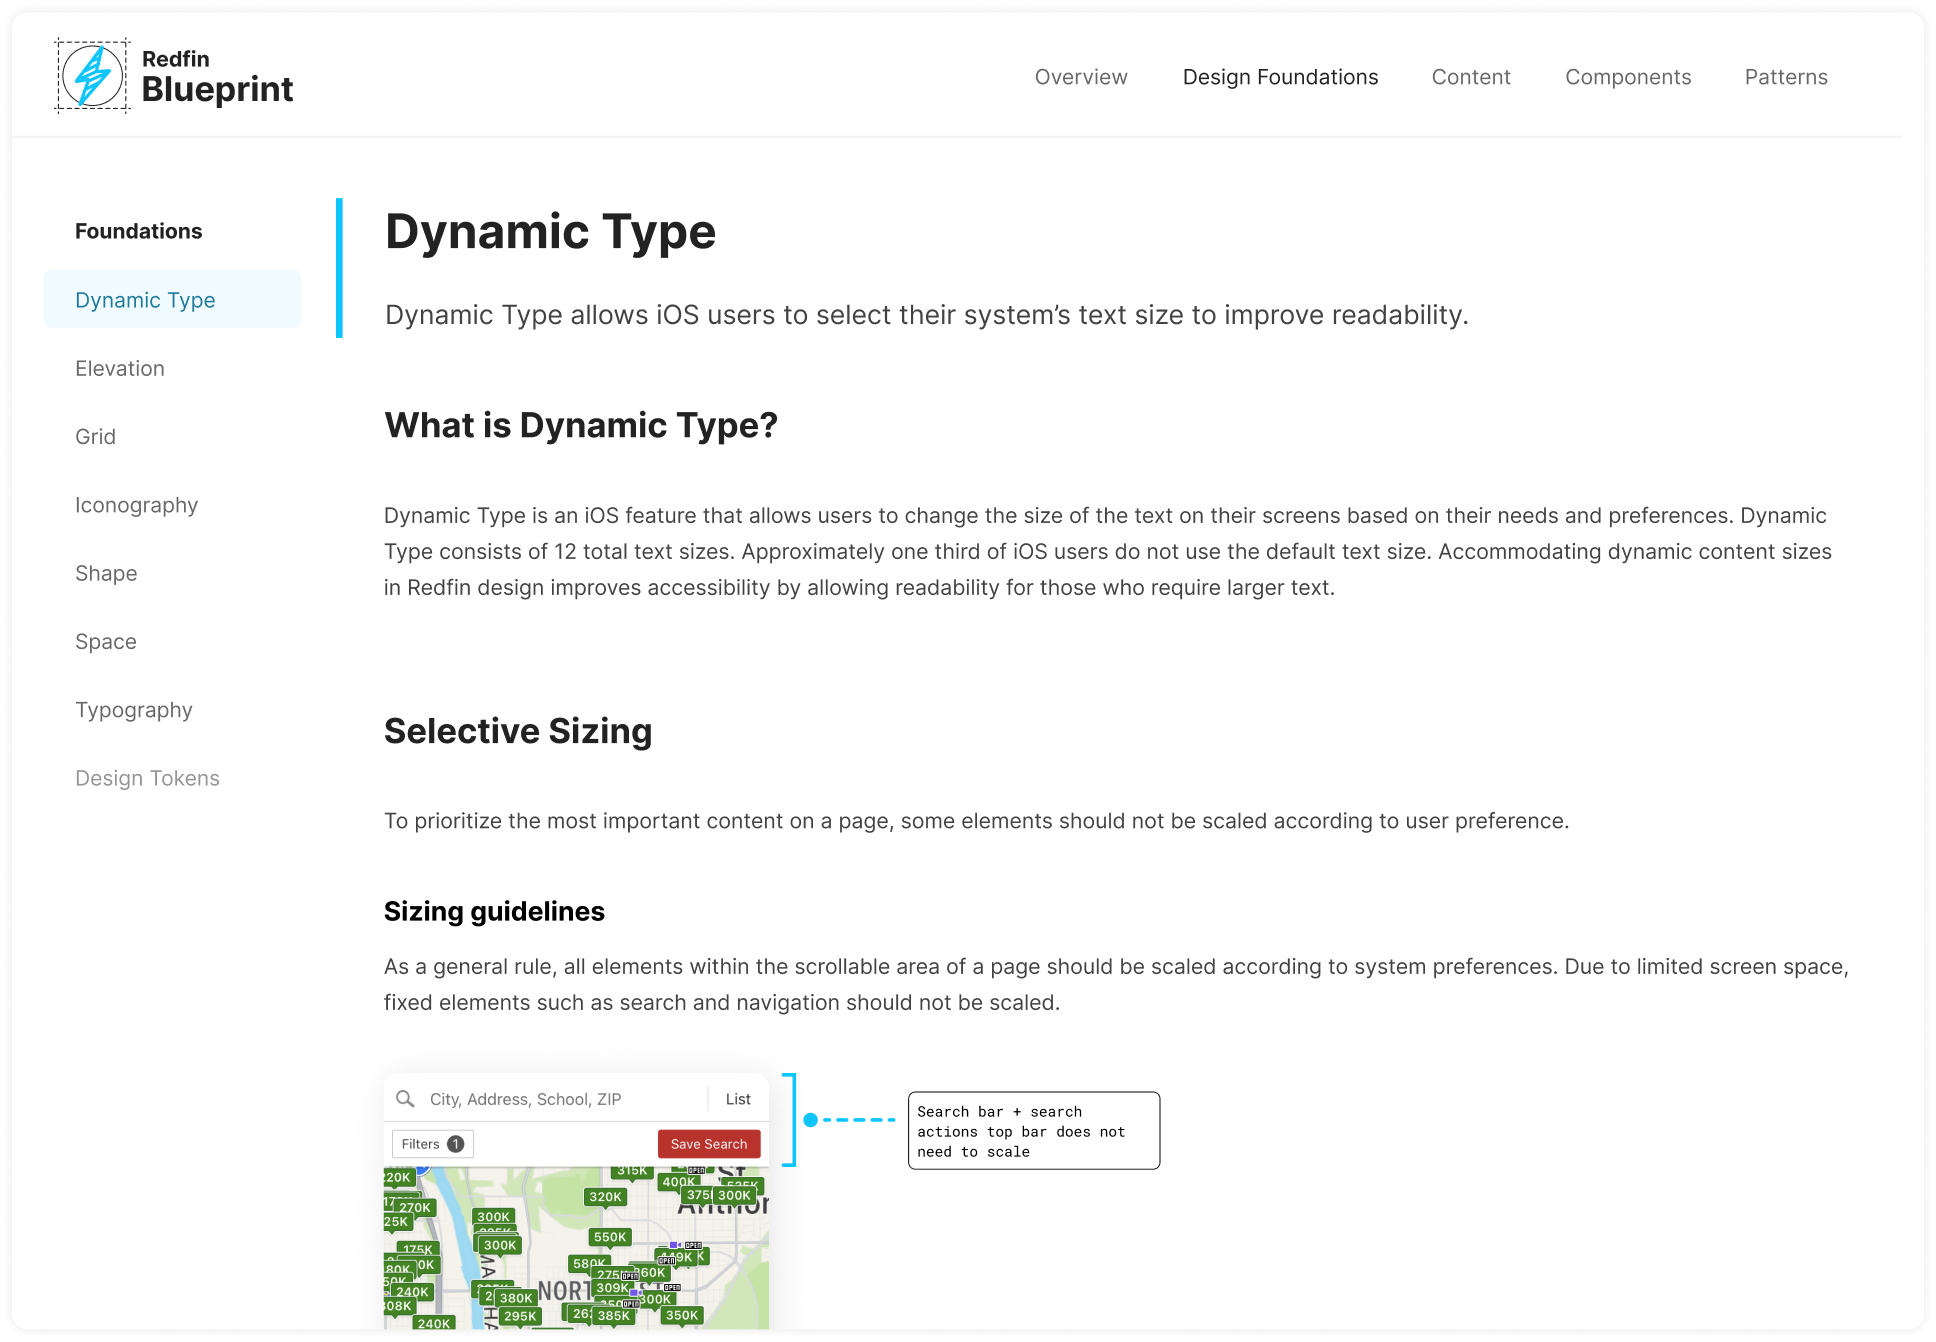 Redfin
Blueprint
Overview
Design Foundations
Content
Components
Patterns
Foundations
Dynamic Type
Elevation
Grid
Iconography
Shape
Space
Typography
Design Tokens
Dynamic Type
Dynamic Type allows iOS users to select their system’s text size to improve readability.
What is Dynamic Type?
Dynamic Type is an iOS feature that allows users to change the size of the text on their screens based on their needs and preferences. Dynamic
Type consists of 12 total text sizes. Approximately one third of iOS users do not use the default text size. Accommodating dynamic content sizes
in Redfin design improves accessibility by allowing readability for those who require larger text.
Selective Sizing
To prioritize the most important content on a page, some elements should not be scaled according to user preference.
Sizing guidelines
As a general rule, all elements within the scrollable area of a page should be scaled according to system preferences. Due to limited screen space,
fixed elements such as search and navigation should not be scaled.
City, Address, School, ZIP
List
Filters 1
Save Search
Search bar + search
actions top bar does not
need to scale
315K
OPEN
St
400K
320K
375
300K
270K
25K
300K
550K
OPEN
175K
300K
OPEN
580K
275
OPEN
360K
309K
OPEN
NORT
240K
380K
300K
OPEN
295K
385K
350K
240K